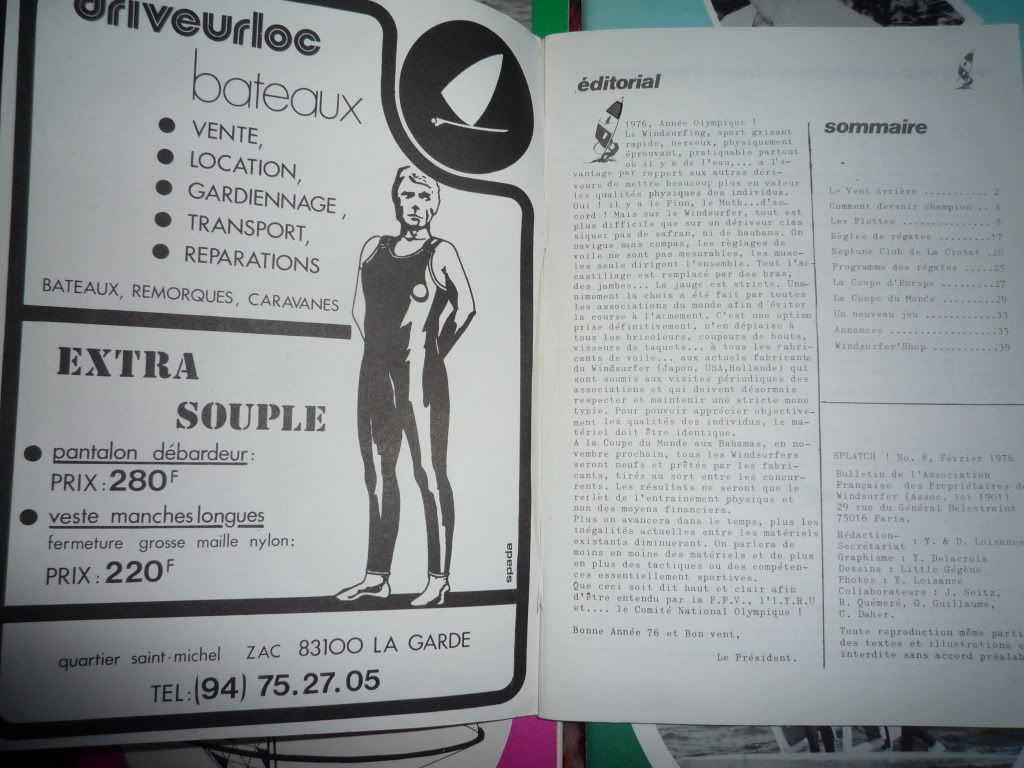 driveurloc
bateaux
VENTE,
LOCATION,
GARDIENNAGE,
TRANSPORT,
REPARATIONS
BATEAUX, REMORQUES, CARAVANES
EXTRA
SOUPLE
pantalon débardeur:
PRIX: 280F
veste manches longues
fermeture grosse maille nylon:
PRIX: 220F
spada
quartier saint-michel ZAC 83100 LA GARDE
TEL: (94) 75.27.05
éditorial
1976, Année Olympique !
Le Windsurfing, sport grisant
rapide, nerveux, physiquement
éprouvant, pratiquable partout
où il y a de l'eau,... a l'a-
vantage par rapport aux autres déri-
veurs de mettre beaucoup plus en valeur
les qualités physiques des individus.
Oui ! il y a le Finn, le Moth...d'ac-
cord ! Mais sur le Windsurfer, tout est
plus difficile que sur un dériveur clas
sique: pas de safran, ni de haubans. On
navigue sans compas, les règlages de
voile ne sont pas mesurables, les mus-
cles seuls dirigent l'ensemble. Tout l'ac-
castillage est remplacé par des bras,
des jambes... La jauge est stricte. Una-
nimement la choix a été fait par toutes
les associations du monde afin d'éviter
la course à l'armement. C'est une option
prise définitivement, n'en déplaise à
tous les bricoleurs, coupeurs de bouts,
visseurs de taquets... à tous les fabri-
cants de voile... aux actuels fabricants
du Windsurfer (Japon, USA,Hollande) qui
sont soumis aux visites périodiques des
associations et qui doivent désormais
respecter et maintenir une stricte mono
typie. Pour pouvoir apprécier objective-
ment les qualités des individus, le ma-
tériel doit être identique.
A la Coupe du Monde aux Bahamas, en no-
vembre prochain, tous les Windsurfers
seront neufs et prêtés par les fabri-
cants, tirés au sort entre les concur-
rents. Les résultats ne seront que le
reflèt de l'entrainement physique et
non des moyens financiers.
Plus on avancera dans le temps, plus les
inégalités actuelles entre les matériels
existants diminueront. On parlera de
moins en moins des matériels et de plus
en plus des tactiques ou des compéten-
ces essentiellement sportives.
Que ceci soit dit haut et clair afin
d'être entendu par la F.F.V., l'I.Y.R.U
et.... le Comité National Olympique !
Bonne Année 76 et Bon vent,
Le Président.
sommaire
Le Vent Arrière .......... 2
Comment devenir champion .. 4
Les Flottes ............. 8
Règles de régates .........17
Neptune Club de La Ciotat .20
Programme des régates .....25
La Coupe d'Europe .........27
La Coupe du Monde .........29
Un nouveau jeu ............33
Annonces ..................35
Windsurfer'Shop ...........39
SPLATCH ! No. 8, Février 1976
Bulletin de l'Association
Française des Propriétaires de
Windsurfer (Assoc. loi 1901)
29 rue du Général Delestraint
75016 Paris.
Rédaction-
Secrétariat : Y. & D. Loisance
Graphisme : Y. Delacroix
Dessins : Little Gégène
Photos : Y. Loisance
Collaborateurs : J. Seitz,
R. Quéméré, G. Guillaume,
C. Daher.
Toute reproduction même parti
des textes et illustrations e
interdite sans accord préalab